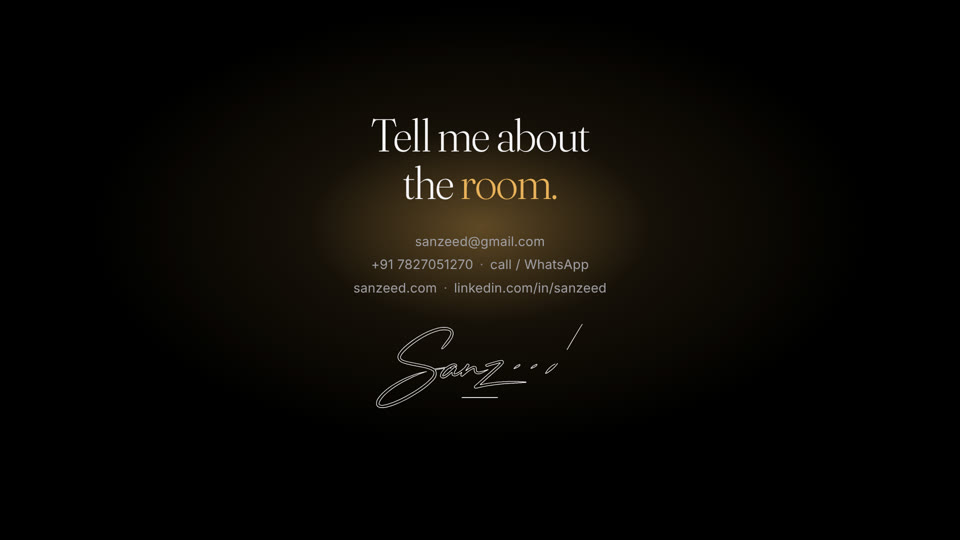 Tell me about
the room.
sanzeed@gmail.com
+91 7827051270 · call / WhatsApp
sanzeed.com · linkedin.com/in/sanzeed
Sanz...!